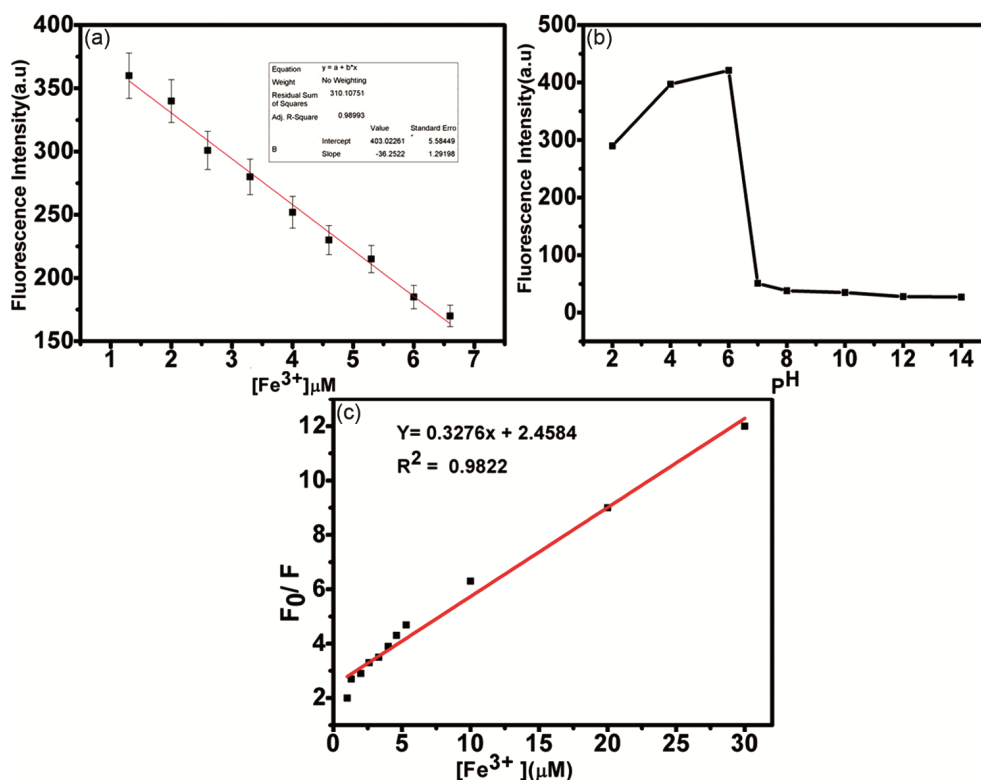 (a)
Fluorescence Intensity(a.u)
400
350
300
250
200
150
1 2 3 4 5 6 7
[Fe³⁺]μM
Equation y = a + b*x
Weight No Weighting
Residual Sum of Squares 310.10751
Adj. R-Square 0.98993
Value Standard Erro
B Intercept 403.02261 5.58449
Slope -36.2522 1.29198
(b)
Fluorescence Intensity(a.u)
500
400
300
200
100
0
2 4 6 8 10 12 14
Pᴴ
(c)
Y= 0.3276x + 2.4584
R² = 0.9822
F₀/ F
12
10
8
6
4
2
0 5 10 15 20 25 30
[Fe³⁺ ](μM)